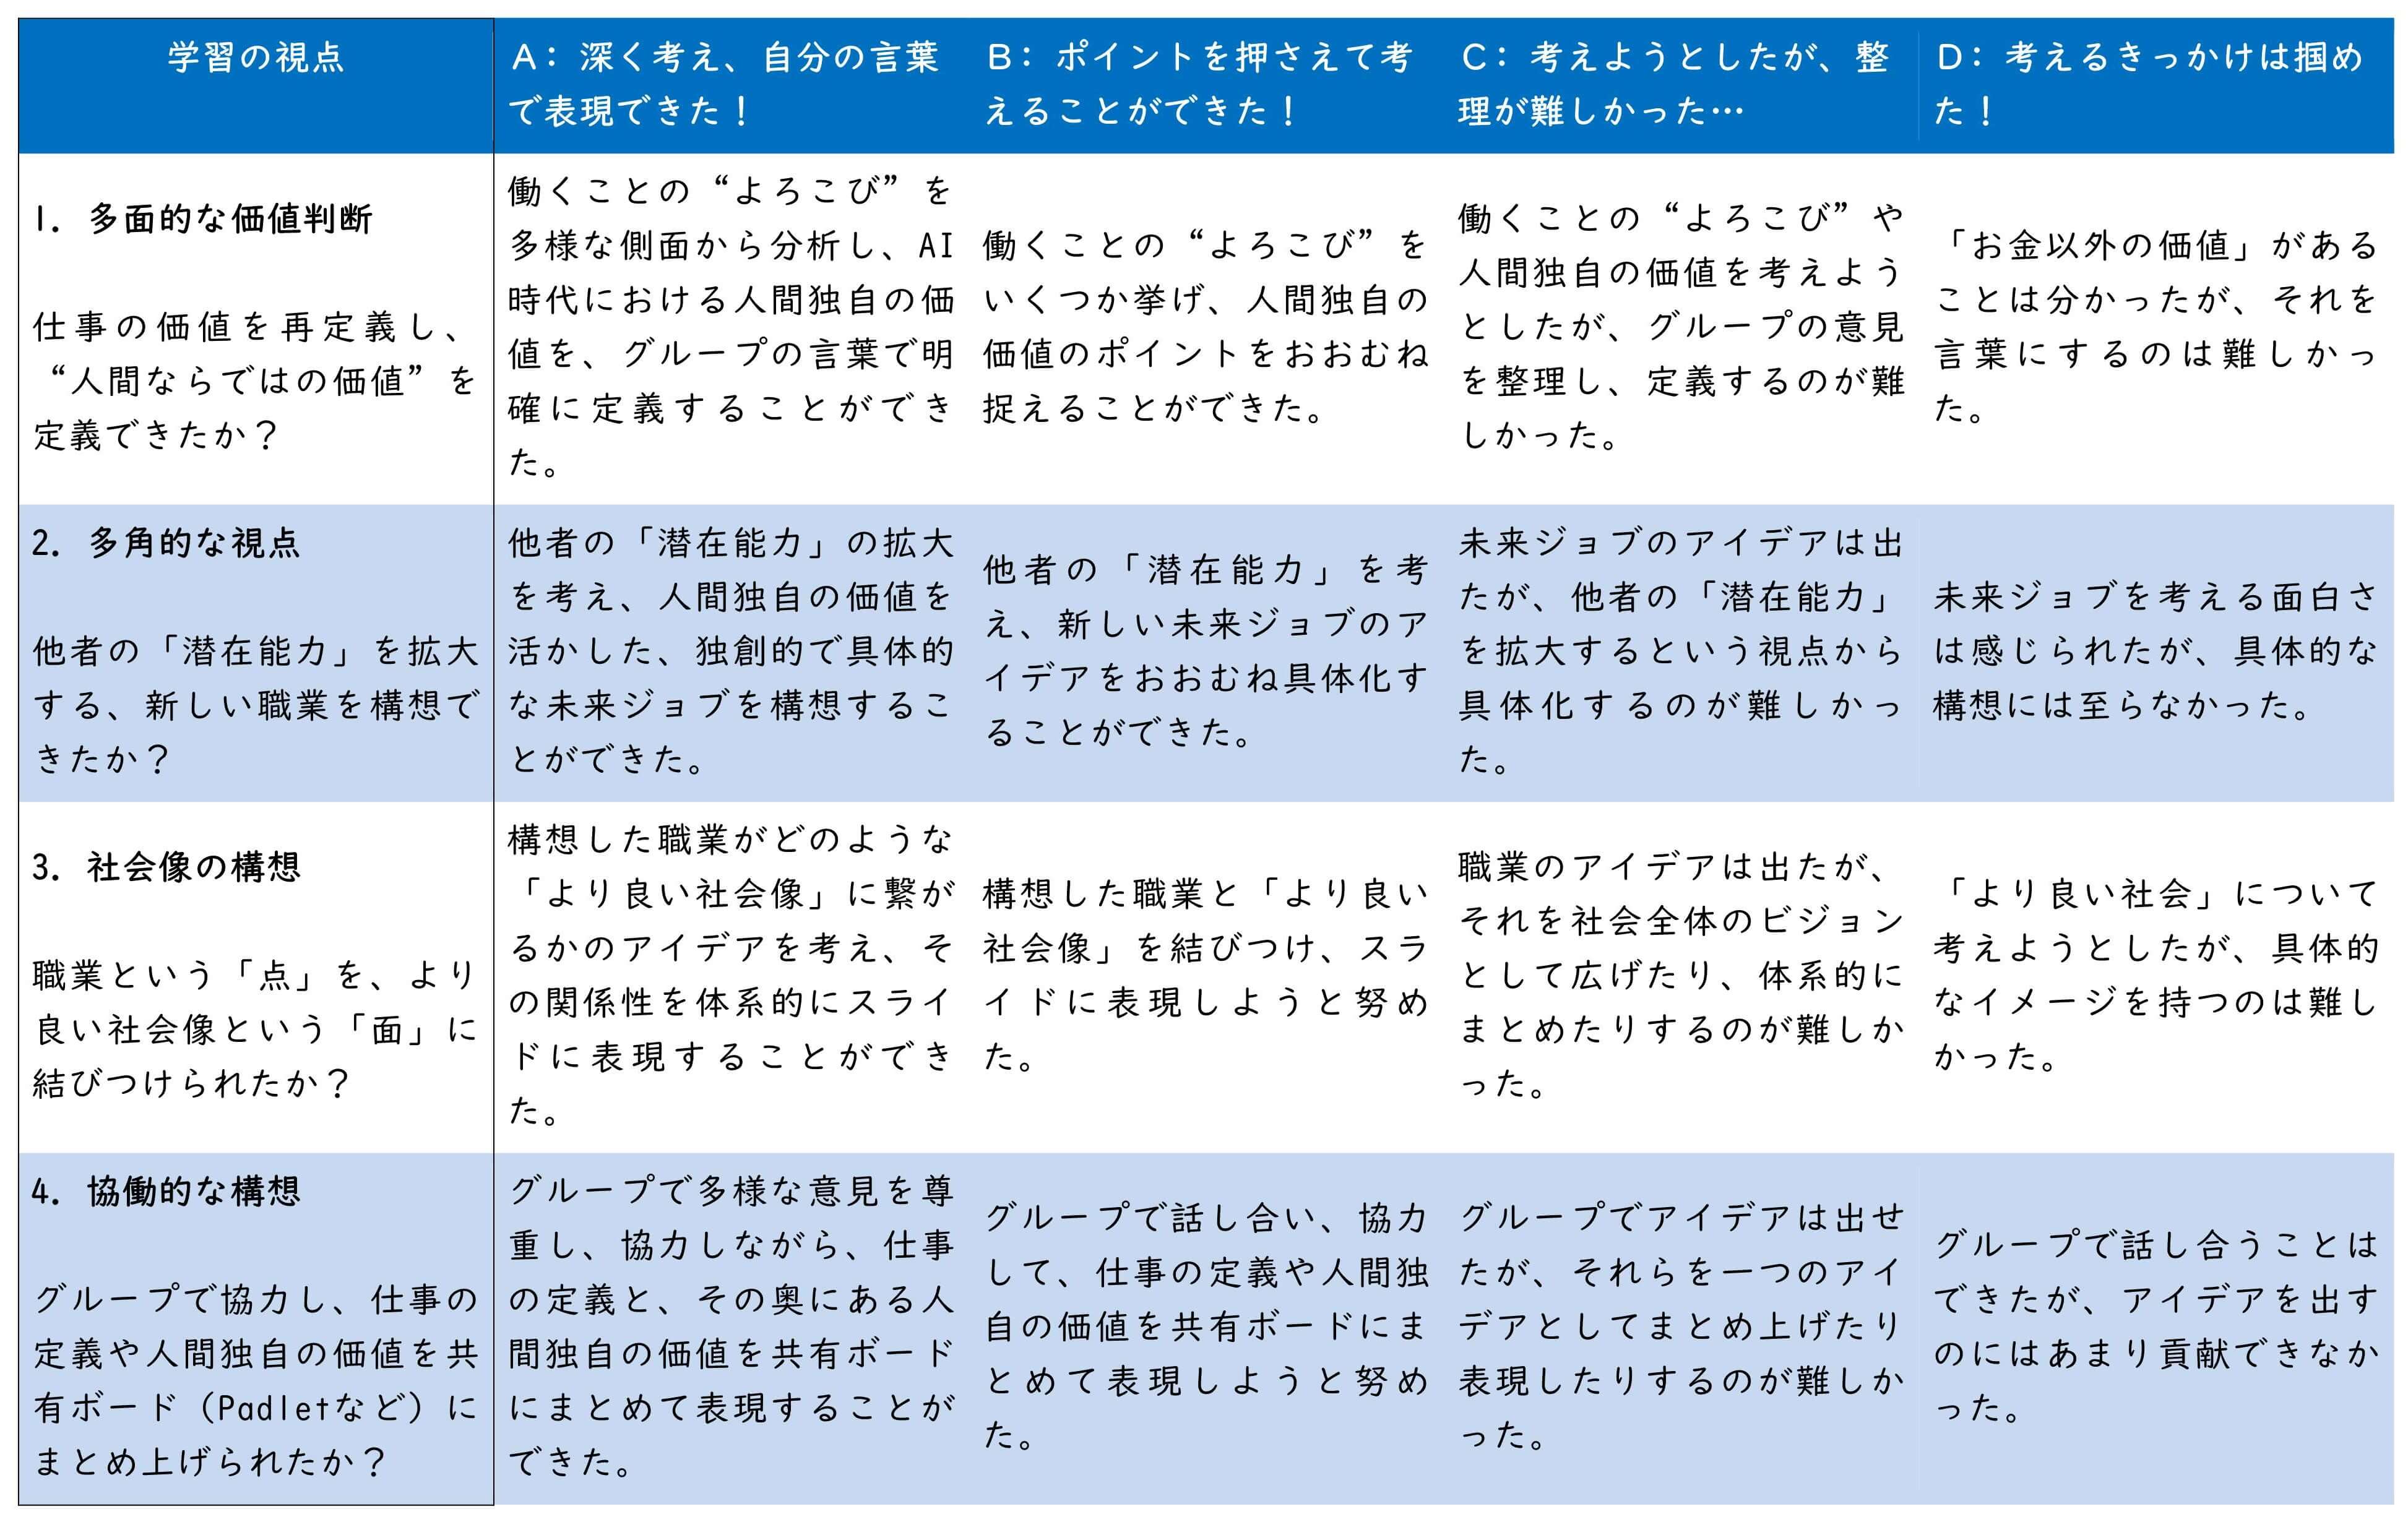 学習の視点
A: 深く考え、自分の言葉
で表現できた！
B: ポイントを押さえて考
えることができた！
C: 考えようとしたが、整
理が難しかった…
D: 考えるきっかけは掴め
た！
1. 多面的な価値判断
仕事の価値を再定義し、
“人間ならではの価値”を
定義できたか？
働くことの“よろこび”を
多様な側面から分析し、AI
時代における人間独自の価
値を、グループの言葉で明
確に定義することができ
た。
働くことの“よろこび”を
いくつか挙げ、人間独自の
価値のポイントをおおむね
捉えることができた。
働くことの“よろこび”や
人間独自の価値を考えよう
としたが、グループの意見
を整理し、定義するのが難
しかった。
「お金以外の価値」がある
ことは分かったが、それを
言葉にするのは難しかっ
た。
2. 多角的な視点
他者の「潜在能力」を拡大
する、新しい職業を構想で
きたか？
他者の「潜在能力」の拡大
を考え、人間独自の価値を
活かした、独創的で具体的
な未来ジョブを構想するこ
とができた。
他者の「潜在能力」を考
え、新しい未来ジョブのア
イデアをおおむね具体化す
ることができた。
未来ジョブのアイデアは出
たが、他者の「潜在能力」
を拡大するという視点から
具体化するのが難しかっ
た。
未来ジョブを考える面白さ
は感じられたが、具体的な
構想には至らなかった。
3. 社会像の構想
職業という「点」を、より
良い社会像という「面」に
結びつけられたか？
構想した職業がどのような
「より良い社会像」に繋が
るかのアイデアを考え、そ
の関係性を体系的にスライ
ドに表現することができ
た。
構想した職業と「より良い
社会像」を結びつけ、スラ
イドに表現しようと努め
た。
職業のアイデアは出たが、
それを社会全体のビジョン
として広げたり、体系的に
まとめたりするのが難しか
った。
「より良い社会」について
考えようとしたが、具体的
なイメージを持つのは難し
かった。
4. 協働的な構想
グループで協力し、仕事の
定義や人間独自の価値を共
有ボード（Padletなど）に
まとめ上げられたか？
グループで多様な意見を尊
重し、協力しながら、仕事
の定義と、その奥にある人
間独自の価値を共有ボード
にまとめて表現することが
できた。
グループで話し合い、協力
して、仕事の定義や人間独
自の価値を共有ボードにま
とめて表現しようと努め
た。
グループでアイデアは出せ
たが、それらを一つのアイ
デアとしてまとめ上げたり
表現したりするのが難しか
った。
グループで話し合うことは
できたが、アイデアを出す
のにはあまり貢献できなか
った。